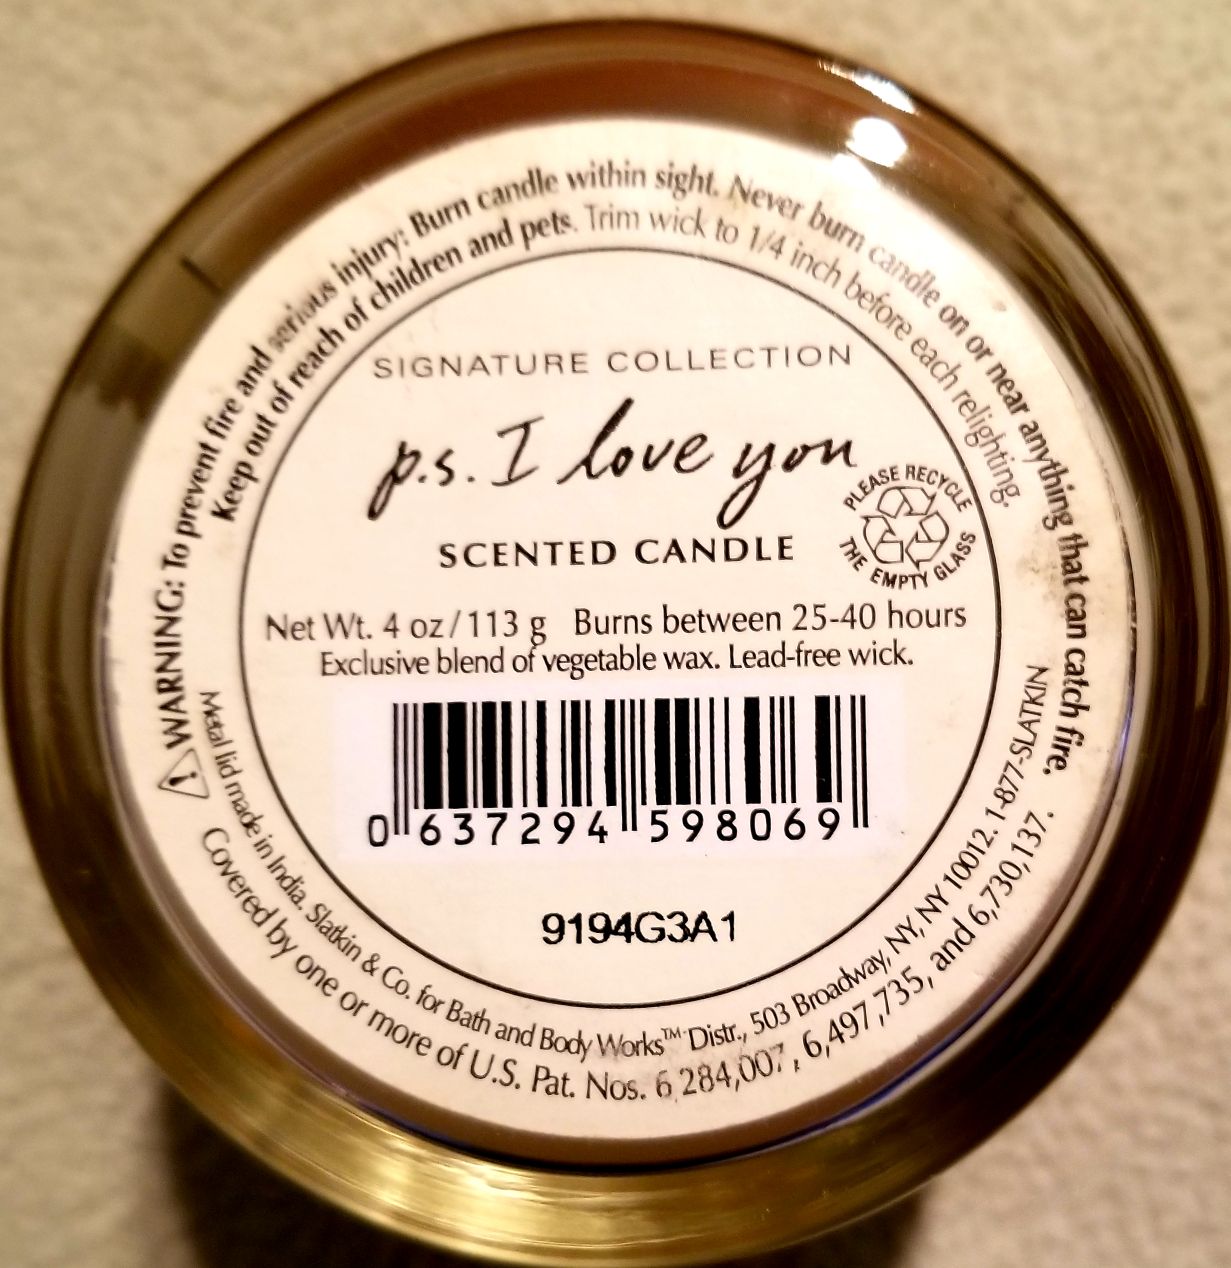 ⚠ WARNING: To prevent fire and serious injury: Burn candle within sight. Never burn candle on or near anything that can catch fire.
Keep out of reach of children and pets. Trim wick to 1/4 inch before each relighting.
SIGNATURE COLLECTION
p.s. I love you
PLEASE RECYCLE
THE EMPTY GLASS
SCENTED CANDLE
Net Wt. 4 oz/113 g Burns between 25-40 hours
Exclusive blend of vegetable wax. Lead-free wick.
0 637294 598069
9194G3A1
Metal lid made in India. Slatkin & Co. for Bath and Body Works™ Distr., 503 Broadway, NY, NY 10012. 1-877-SLATKIN
Covered by one or more of U.S. Pat. Nos. 6 284,007, 6,497,735, and 6,730,137.